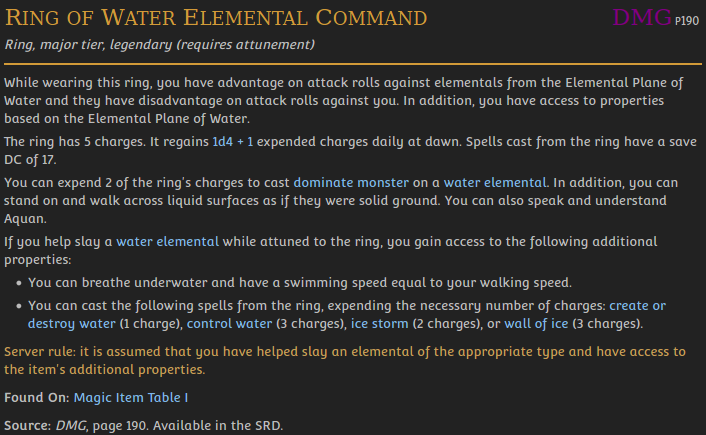 Ring of Water Elemental Command DMG P190
Ring, major tier, legendary (requires attunement)
While wearing this ring, you have advantage on attack rolls against elementals from the Elemental Plane of
Water and they have disadvantage on attack rolls against you. In addition, you have access to properties
based on the Elemental Plane of Water.
The ring has 5 charges. It regains 1d4 + 1 expended charges daily at dawn. Spells cast from the ring have a save
DC of 17.
You can expend 2 of the ring's charges to cast dominate monster on a water elemental. In addition, you can
stand on and walk across liquid surfaces as if they were solid ground. You can also speak and understand
Aquan.
If you help slay a water elemental while attuned to the ring, you gain access to the following additional
properties:
• You can breathe underwater and have a swimming speed equal to your walking speed.
• You can cast the following spells from the ring, expending the necessary number of charges: create or
destroy water (1 charge), control water (3 charges), ice storm (2 charges), or wall of ice (3 charges).
Server rule: it is assumed that you have helped slay an elemental of the appropriate type and have access to
the item's additional properties.
Found On: Magic Item Table I
Source: DMG, page 190. Available in the SRD.